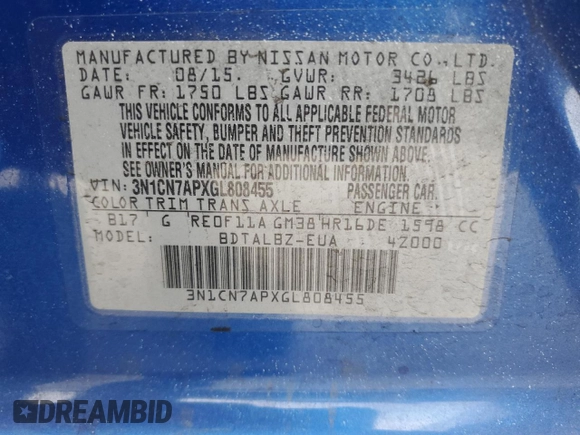 MANUFACTURED BY NISSAN MOTOR CO., LTD.
DATE: 08/15. GVWR: 3426 LBS
GAWR FR: 1750 LBS GAWR RR: 1708 LBS
THIS VEHICLE CONFORMS TO ALL APPLICABLE FEDERAL MOTOR
VEHICLE SAFETY, BUMPER AND THEFT PREVENTION STANDARDS
IN EFFECT ON THE DATE OF MANUFACTURE SHOWN ABOVE.
SEE OWNER'S MANUAL FOR ADDITIONAL INFORMATION.
VIN: 3N1CN7APXGL808455 PASSENGER CAR.
COLOR TRIM TRANS AXLE ENGINE
B17 G RE0F11A GM38 HR16DE 1598 CC
MODEL: BDTALBZ-EUA 4Z000
3N1CN7APXGL808455
DREAMBID